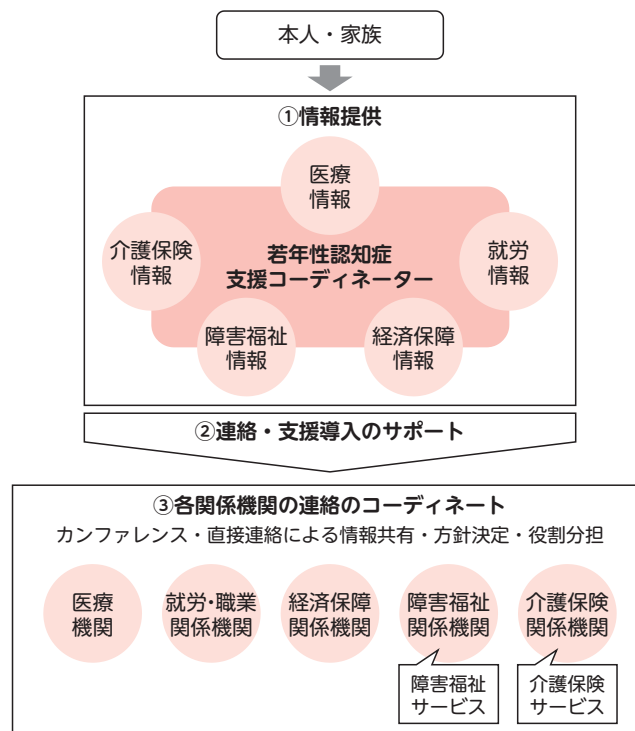 本人・家族
①情報提供
医療
情報
介護保険
情報
若年性認知症
支援コーディネーター
就労
情報
障害福祉
情報
経済保障
情報
②連絡・支援導入のサポート
③各関係機関の連絡のコーディネート
カンファレンス・直接連絡による情報共有・方針決定・役割分担
医療
機関
就労・職業
関係機関
経済保障
関係機関
障害福祉
関係機関
介護保険
関係機関
障害福祉
サービス
介護保険
サービス